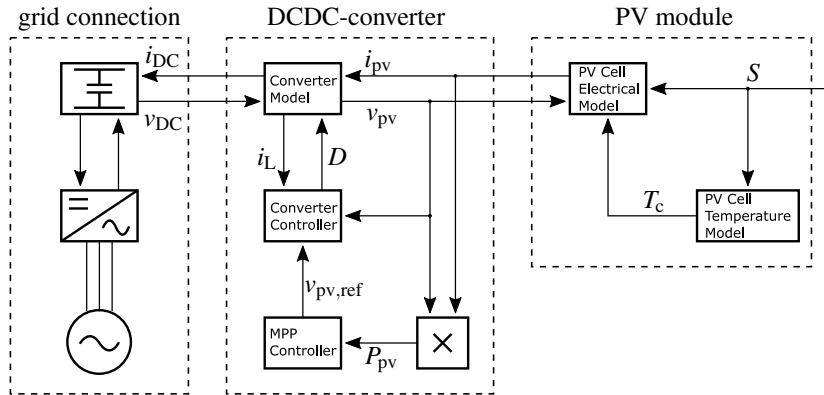 grid connection
DCDC-converter
PV module
i_DC
v_DC
Converter
Model
i_pv
v_pv
PV Cell
Electrical
Model
S
i_L
D
Converter
Controller
T_c
PV Cell
Temperature
Model
v_pv,ref
MPP
Controller
P_pv
×